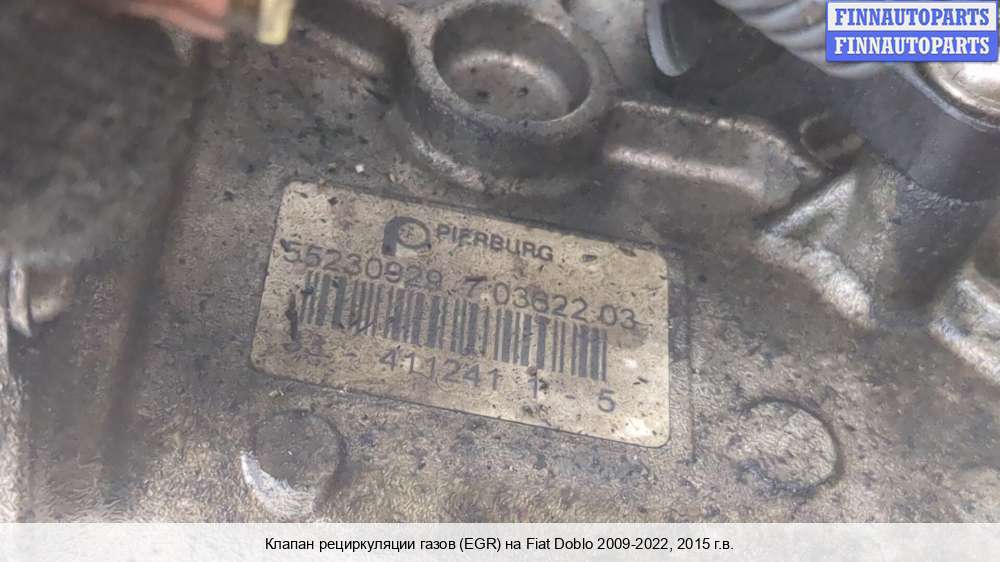 FINNAUTOPARTS
FINNAUTOPARTS
PIERBURG
55230929 7.03622.03
33 - 411241 1 - 5
Клапан рециркуляции газов (EGR) на Fiat Doblo 2009-2022, 2015 г.в.